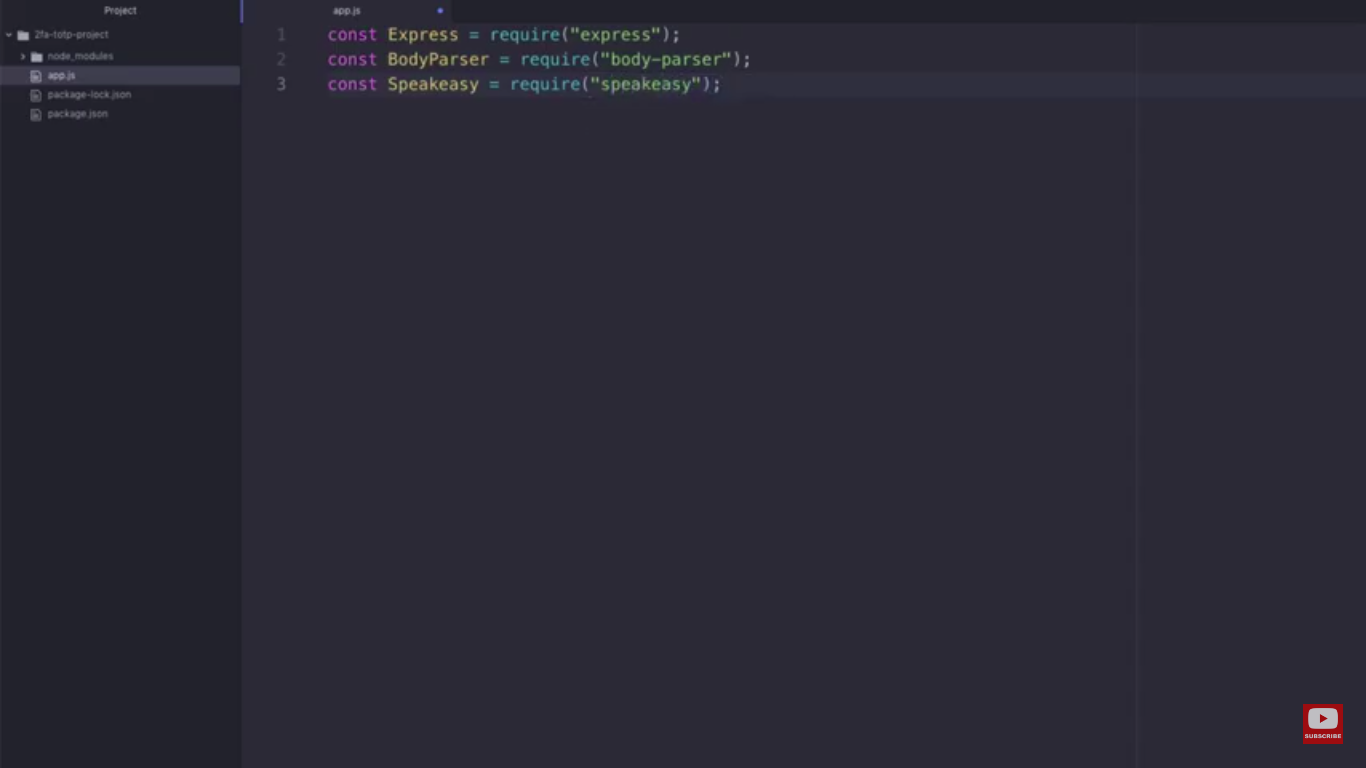 Project
2fa-totp-project
node_modules
app.js
package-lock.json
package.json
app.js
1 const Express = require("express");
2 const BodyParser = require("body-parser");
3 const Speakeasy = require("speakeasy");
SUBSCRIBE